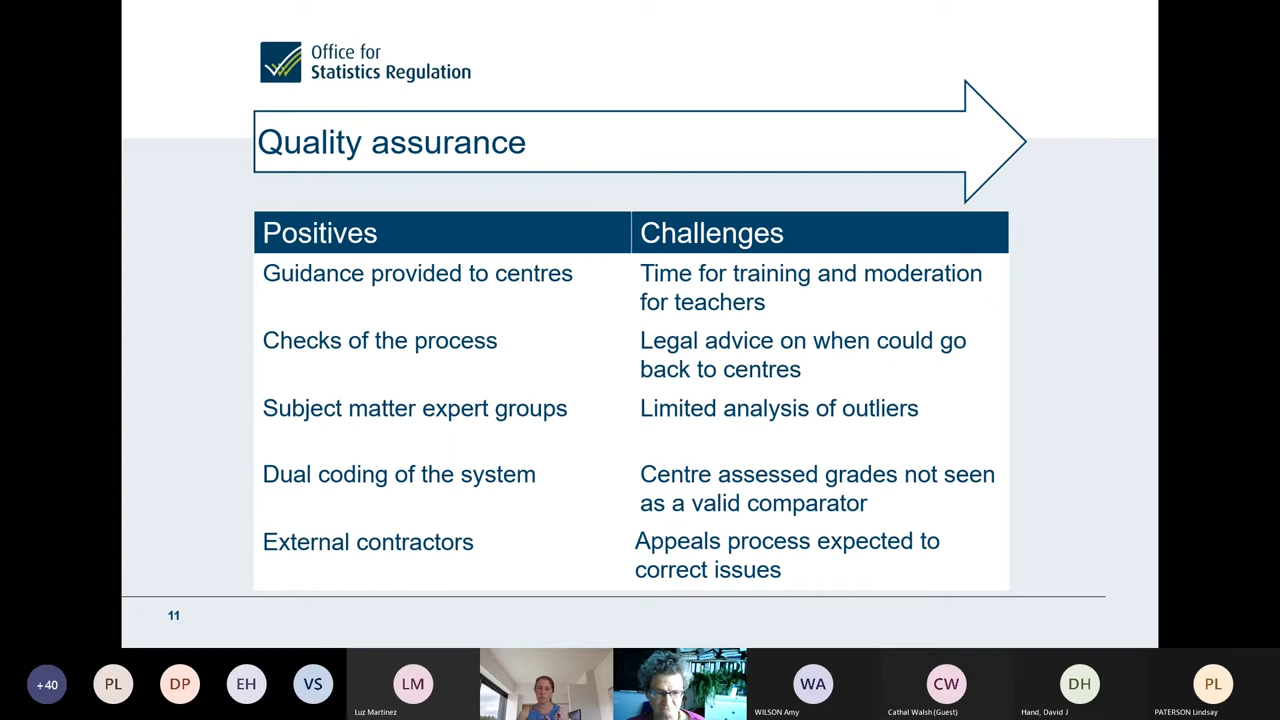 Office for
Statistics Regulation
Quality assurance
Positives
Challenges
Guidance provided to centres
Time for training and moderation
for teachers
Checks of the process
Legal advice on when could go
back to centres
Subject matter expert groups
Limited analysis of outliers
Dual coding of the system
Centre assessed grades not seen
as a valid comparator
External contractors
Appeals process expected to
correct issues
11
+40
PL
DP
EH
VS
LM
Luz Martinez
WA
WILSON Amy
CW
Cathal Walsh (Guest)
DH
Hand, David J
PL
PATERSON Lindsay